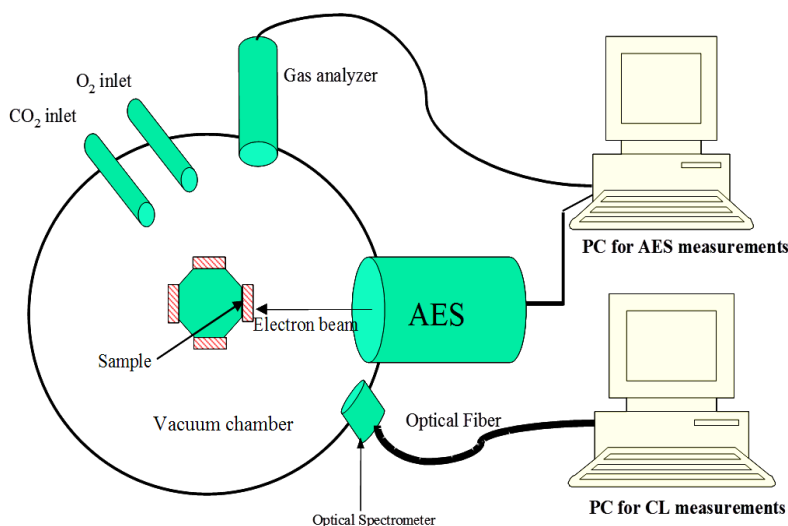 O₂ inlet
CO₂ inlet
Gas analyzer
PC for AES measurements
AES
Electron beam
Sample
Vacuum chamber
Optical Fiber
Optical Spectrometer
PC for CL measurements